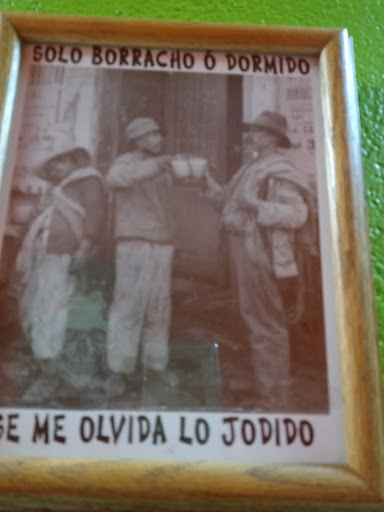 SOLO BORRACHO Ó DORMIDO
SE ME OLVIDA LO JODIDO